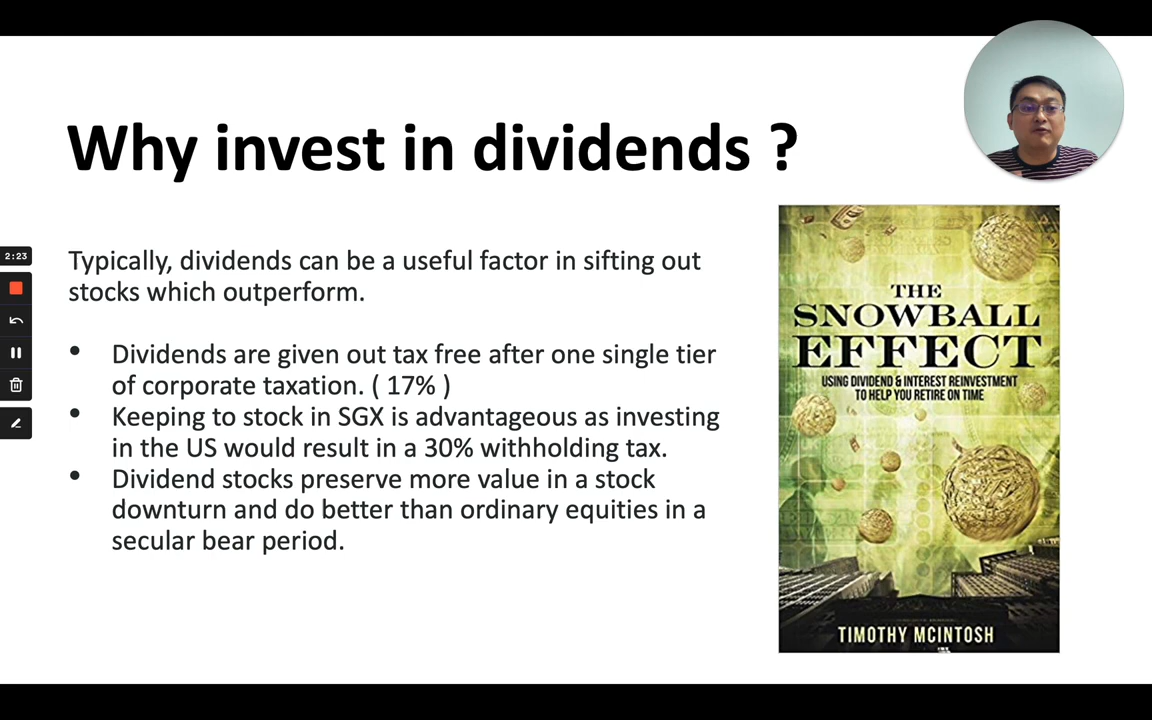 Why invest in dividends ?
2:23
Typically, dividends can be a useful factor in sifting out
stocks which outperform.
• Dividends are given out tax free after one single tier
of corporate taxation. ( 17% )
• Keeping to stock in SGX is advantageous as investing
in the US would result in a 30% withholding tax.
• Dividend stocks preserve more value in a stock
downturn and do better than ordinary equities in a
secular bear period.
THE
SNOWBALL
EFFECT
USING DIVIDEND & INTEREST REINVESTMENT
TO HELP YOU RETIRE ON TIME
TIMOTHY MCINTOSH